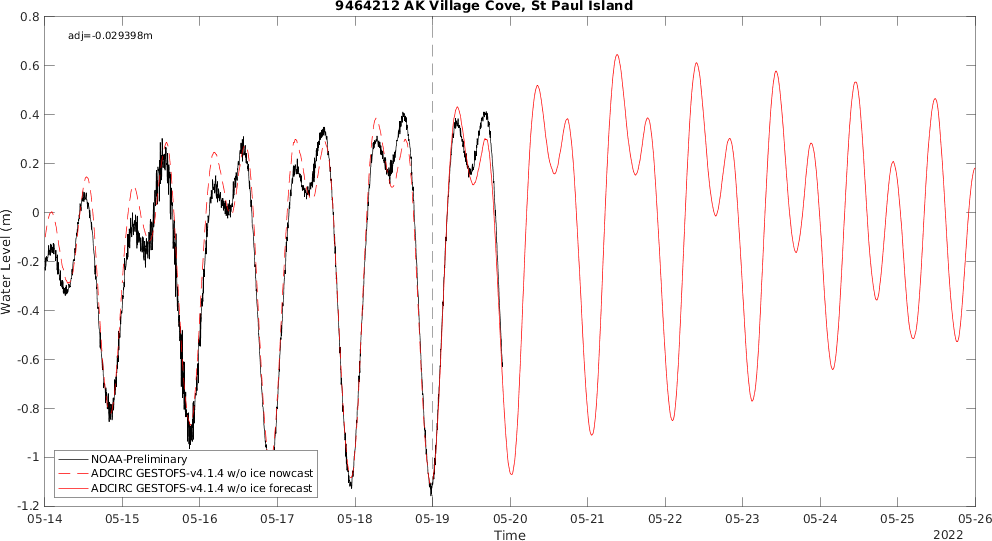 9464212 AK Village Cove, St Paul Island
adj=-0.029398m
0.8
0.6
0.4
0.2
0
-0.2
-0.4
-0.6
-0.8
-1
-1.2
Water Level (m)
NOAA-Preliminary
ADCIRC GESTOFS-v4.1.4 w/o ice nowcast
ADCIRC GESTOFS-v4.1.4 w/o ice forecast
05-14 05-15 05-16 05-17 05-18 05-19 05-20 05-21 05-22 05-23 05-24 05-25 05-26
Time
2022